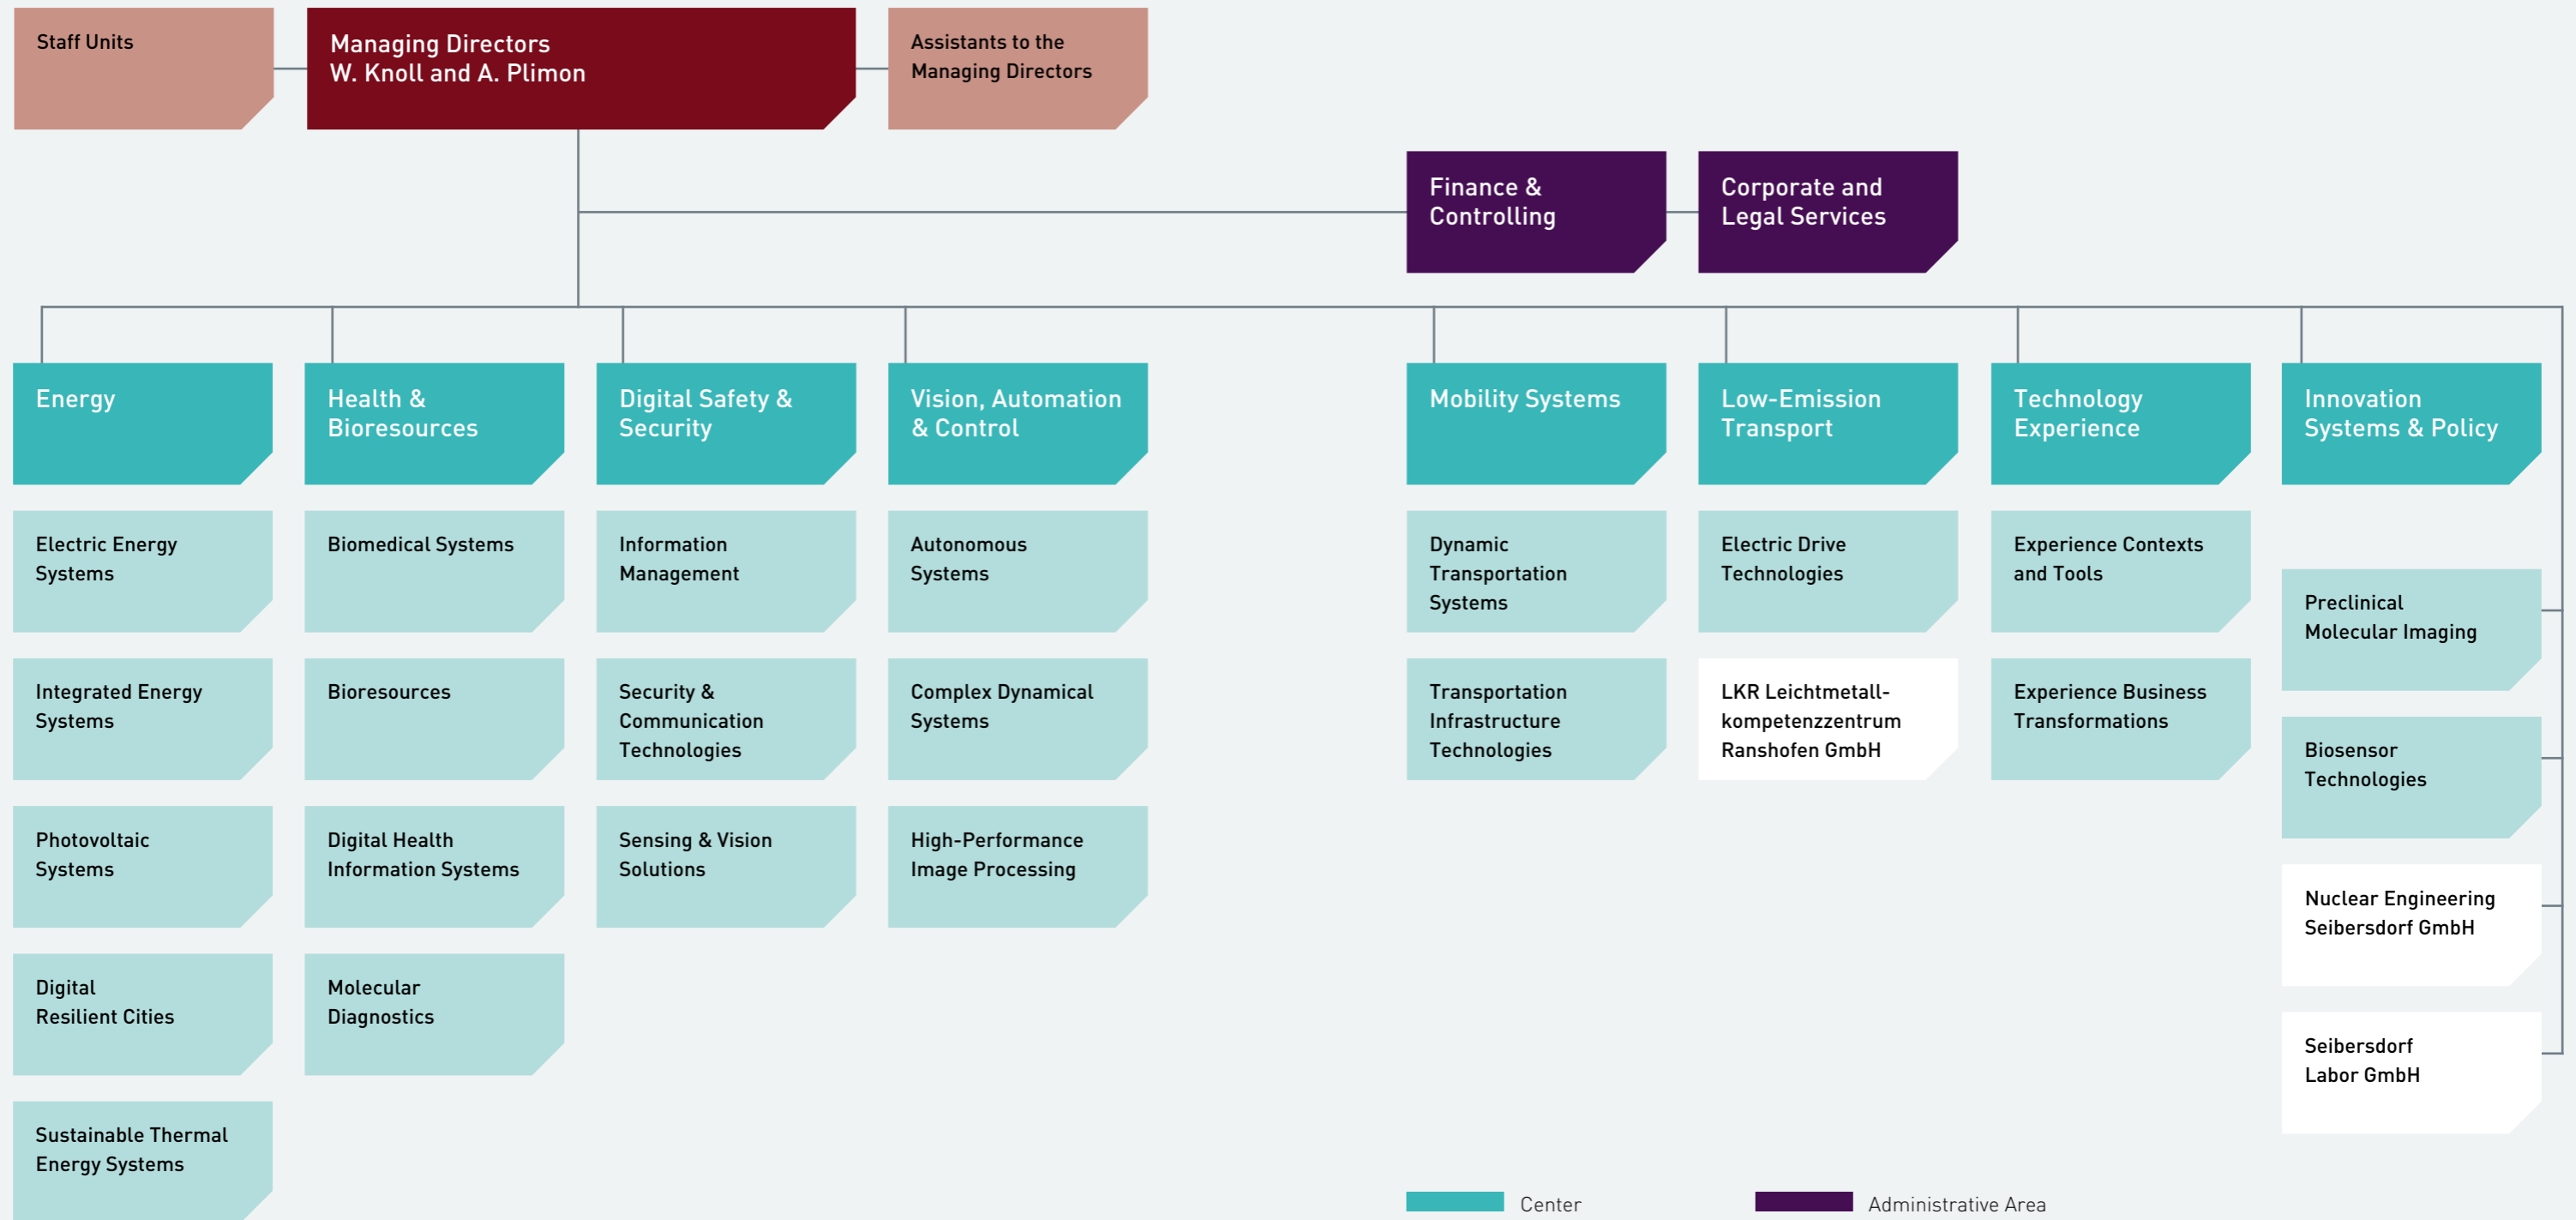 Staff Units
Managing Directors
W. Knoll and A. Plimon
Assistants to the
Managing Directors
Finance &
Controlling
Corporate and
Legal Services
Energy
Health &
Bioresources
Digital Safety &
Security
Vision, Automation
& Control
Mobility Systems
Low-Emission
Transport
Technology
Experience
Innovation
Systems & Policy
Electric Energy
Systems
Integrated Energy
Systems
Photovoltaic
Systems
Digital
Resilient Cities
Sustainable Thermal
Energy Systems
Biomedical Systems
Bioresources
Digital Health
Information Systems
Molecular
Diagnostics
Information
Management
Security &
Communication
Technologies
Sensing & Vision
Solutions
Autonomous
Systems
Complex Dynamical
Systems
High-Performance
Image Processing
Dynamic
Transportation
Systems
Transportation
Infrastructure
Technologies
Electric Drive
Technologies
LKR Leichtmetall-
kompetenzzentrum
Ranshofen GmbH
Experience Contexts
and Tools
Experience Business
Transformations
Preclinical
Molecular Imaging
Biosensor
Technologies
Nuclear Engineering
Seibersdorf GmbH
Seibersdorf
Labor GmbH
Center
Administrative Area